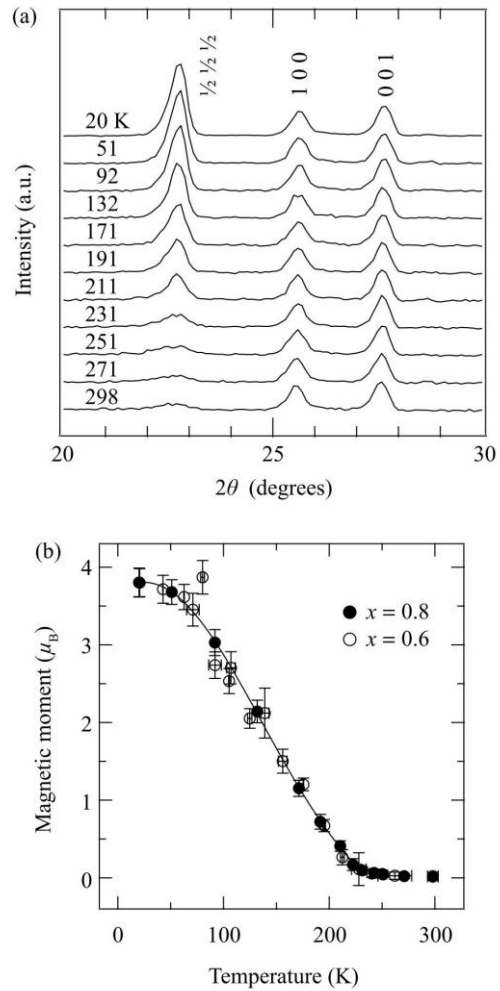 (a)
½ ½ ½
1 0 0
0 0 1
20 K
51
92
132
171
191
211
231
251
271
298
Intensity (a.u.)
20 25 30
2θ (degrees)
(b)
4
3
2
1
0
x = 0.8
x = 0.6
Magnetic moment (μB)
0 100 200 300
Temperature (K)